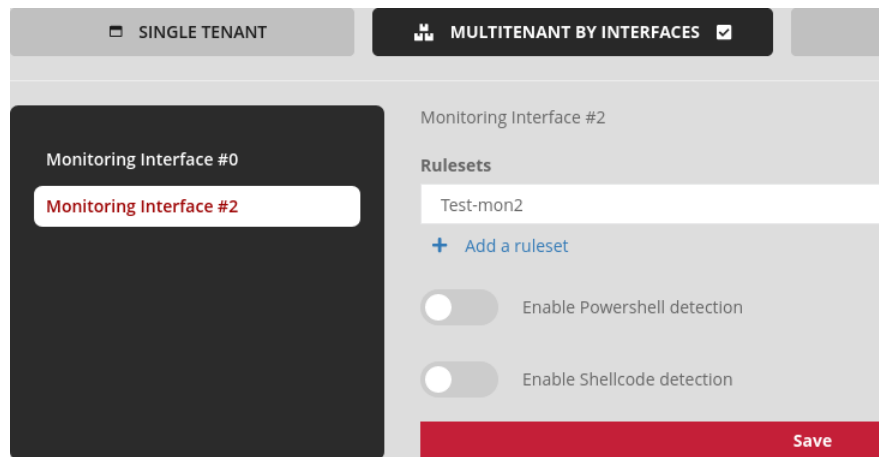 SINGLE TENANT
MULTITENANT BY INTERFACES
Monitoring Interface #0
Monitoring Interface #2
Monitoring Interface #2
Rulesets
Test-mon2
+ Add a ruleset
Enable Powershell detection
Enable Shellcode detection
Save